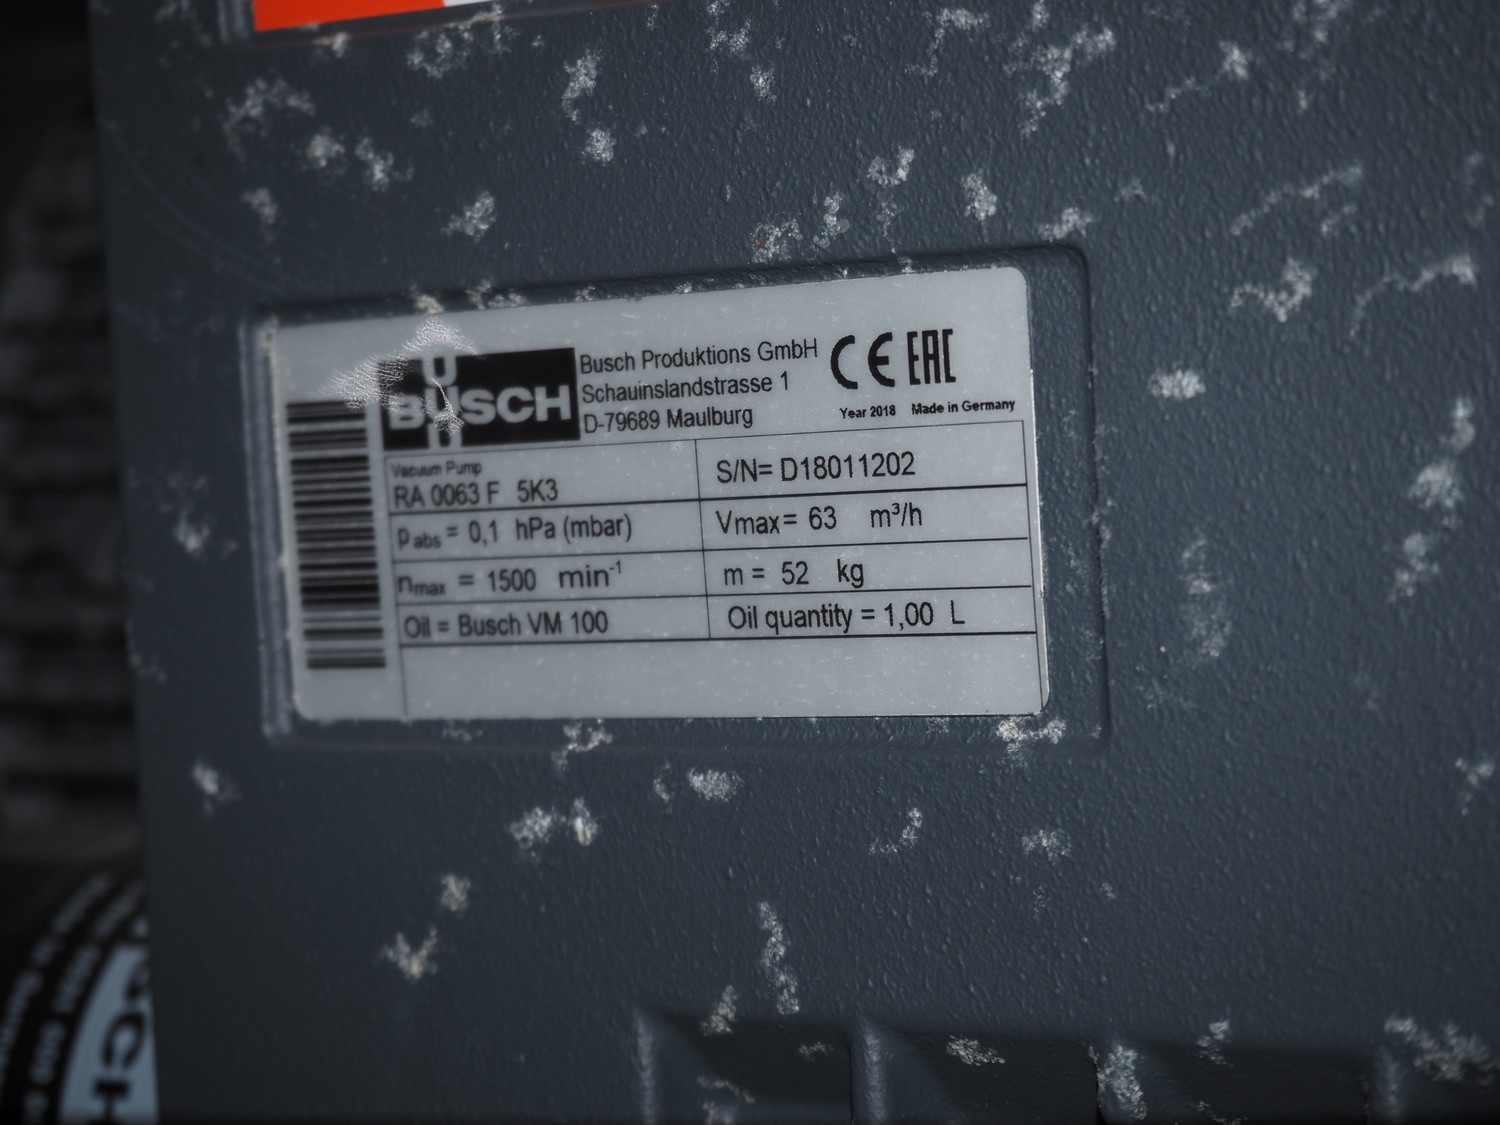 BUSCH
Busch Produktions GmbH
Schauinslandstrasse 1
D-79689 Maulburg
CE EAC
Year 2018 Made in Germany
Vacuum Pump
RA 0063 F 5K3
S/N= D18011202
Pabs = 0,1 hPa (mbar)
Vmax= 63 m³/h
nmax = 1500 min⁻¹
m = 52 kg
Oil = Busch VM 100
Oil quantity = 1,00 L